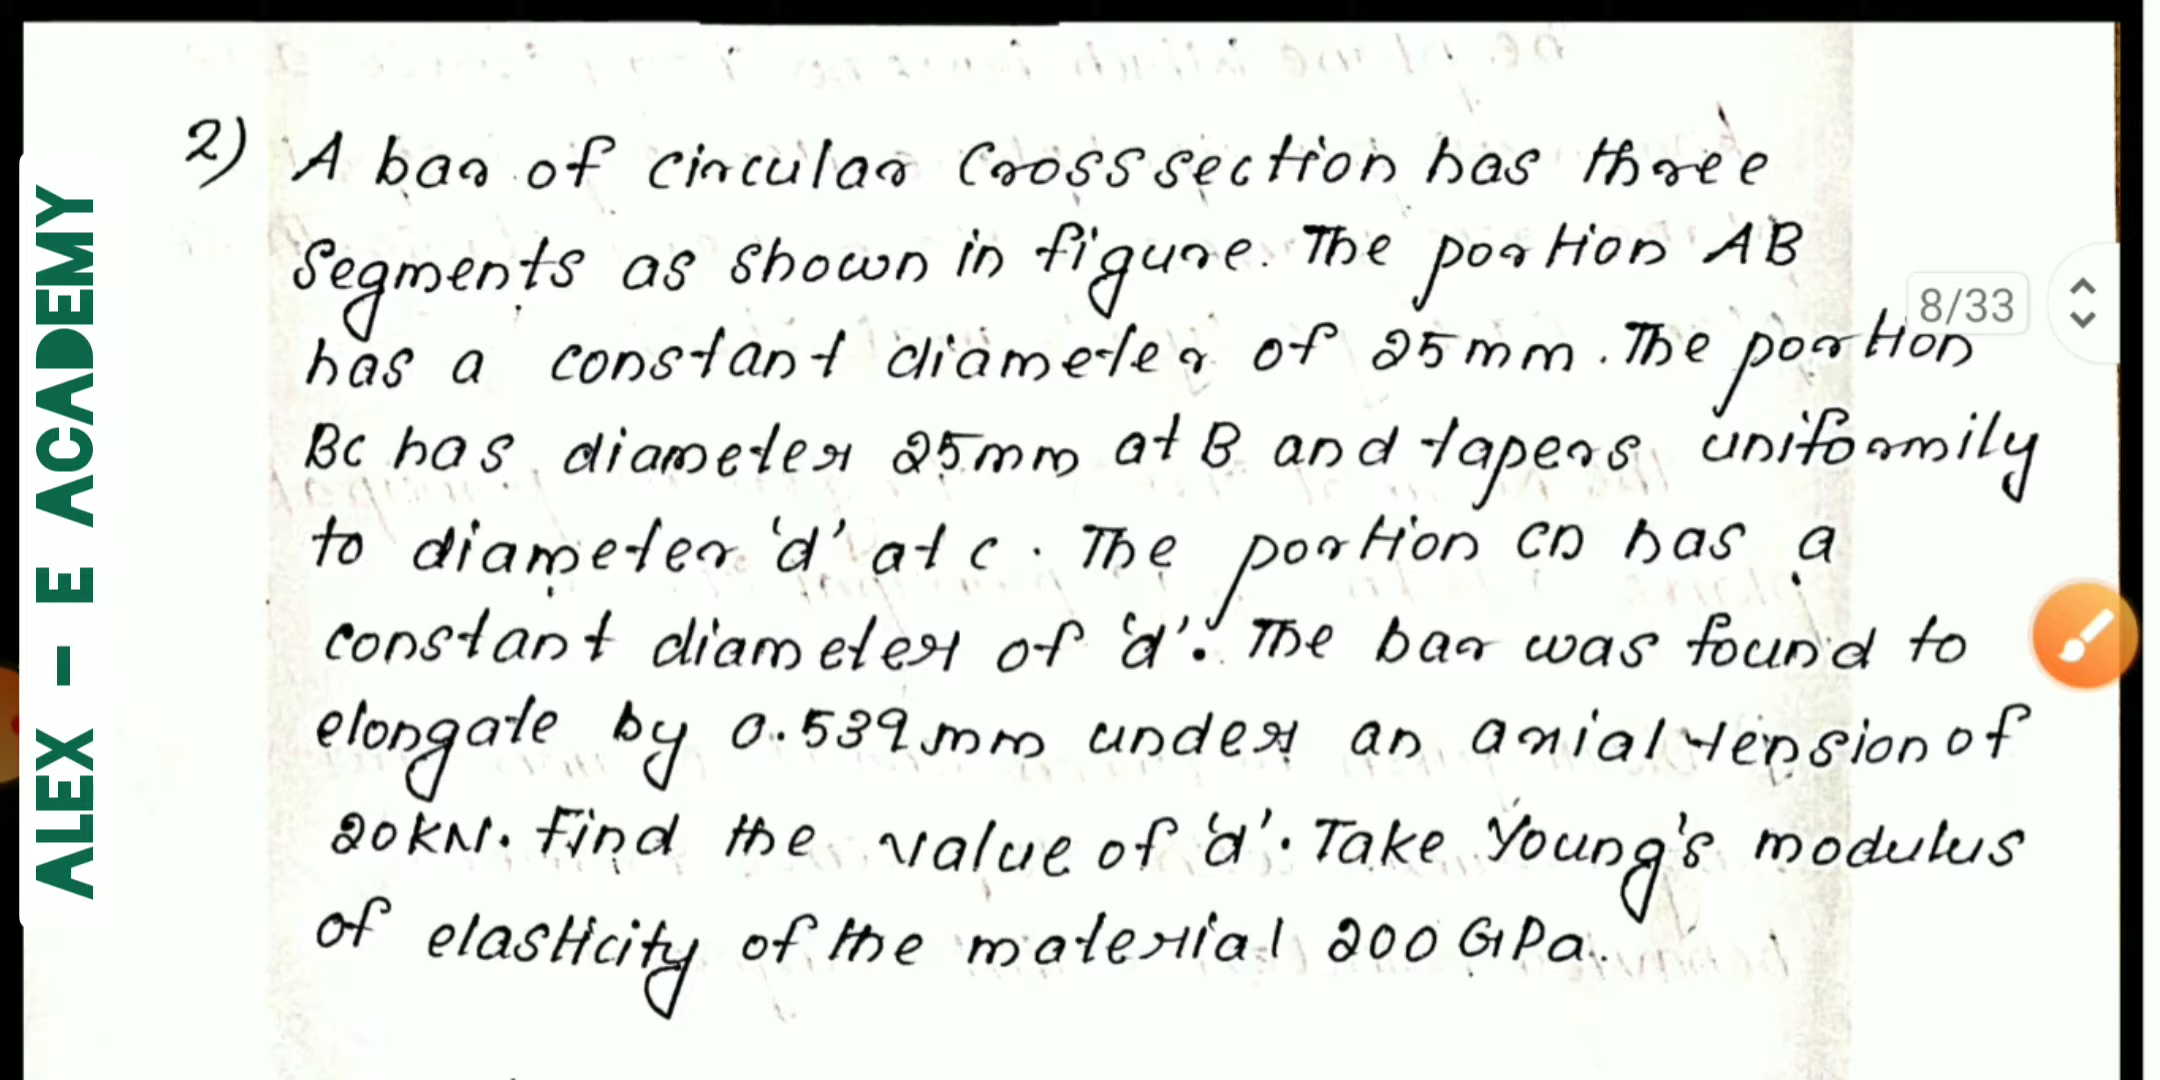 ALEX - E ACADEMY
2) A bar of circular Cross section has three
Segments as shown in figure. The portion AB
8/33
has a constant diameter of 25mm. The portion
BC has diameter 25mm at B and tapers uniformily
to diameter 'd' at C. The portion CD has a
constant diameter of 'd'. The bar was found to
elongate by 0.539mm under an axial tension of
20KN. Find the value of 'd'. Take Young's modulus
of elasticity of the material 200 GPa.